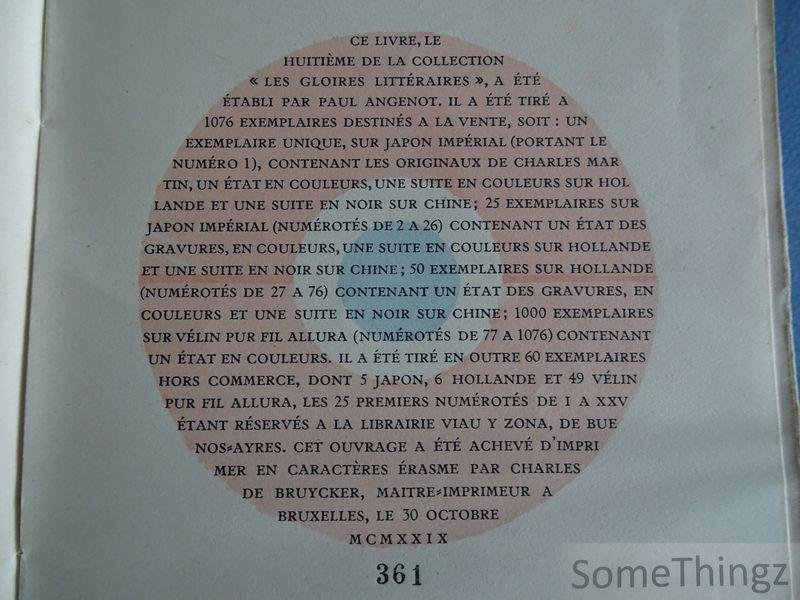 CE LIVRE, LE
HUITIÈME DE LA COLLECTION
« LES GLOIRES LITTÉRAIRES », A ÉTÉ
ÉTABLI PAR PAUL ANGENOT. IL A ÉTÉ TIRÉ A
1076 EXEMPLAIRES DESTINÉS A LA VENTE, SOIT : UN
EXEMPLAIRE UNIQUE, SUR JAPON IMPÉRIAL (PORTANT LE
NUMÉRO 1), CONTENANT LES ORIGINAUX DE CHARLES MAR
TIN, UN ÉTAT EN COULEURS, UNE SUITE EN COULEURS SUR HOL
LANDE ET UNE SUITE EN NOIR SUR CHINE; 25 EXEMPLAIRES SUR
JAPON IMPÉRIAL (NUMÉROTÉS DE 2 A 26) CONTENANT UN ÉTAT DES
GRAVURES, EN COULEURS, UNE SUITE EN COULEURS SUR HOLLANDE
ET UNE SUITE EN NOIR SUR CHINE; 50 EXEMPLAIRES SUR HOLLANDE
(NUMÉROTÉS DE 27 A 76) CONTENANT UN ÉTAT DES GRAVURES, EN
COULEURS ET UNE SUITE EN NOIR SUR CHINE; 1000 EXEMPLAIRES
SUR VÉLIN PUR FIL ALLURA (NUMÉROTÉS DE 77 A 1076) CONTENANT
UN ÉTAT EN COULEURS. IL A ÉTÉ TIRÉ EN OUTRE 60 EXEMPLAIRES
HORS COMMERCE, DONT 5 JAPON, 6 HOLLANDE ET 49 VÉLIN
PUR FIL ALLURA, LES 25 PREMIERS NUMÉROTÉS DE I A XXV
ÉTANT RÉSERVÉS A LA LIBRAIRIE VIAU Y ZONA, DE BUE
NOS-AYRES. CET OUVRAGE A ÉTÉ ACHEVÉ D'IMPRI
MER EN CARACTÈRES ÉRASME PAR CHARLES
DE BRUYCKER, MAITRE-IMPRIMEUR A
BRUXELLES, LE 30 OCTOBRE
MCMXXIX
361
SomeThingz